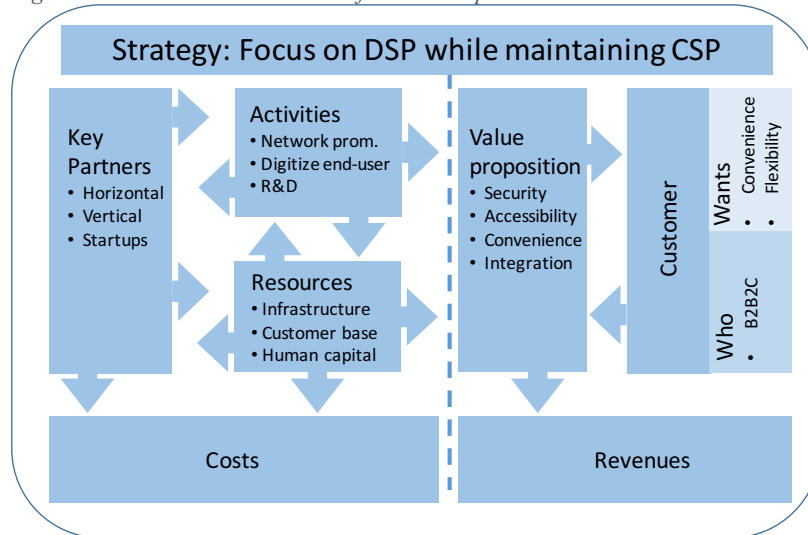 Strategy: Focus on DSP while maintaining CSP
Key
Partners
• Horizontal
• Vertical
• Startups
Activities
• Network prom.
• Digitize end-user
• R&D
Resources
• Infrastructure
• Customer base
• Human capital
Value
proposition
• Security
• Accessibility
• Convenience
• Integration
Customer
Wants
• Convenience
• Flexibility
Who
• B2B2C
Costs
Revenues